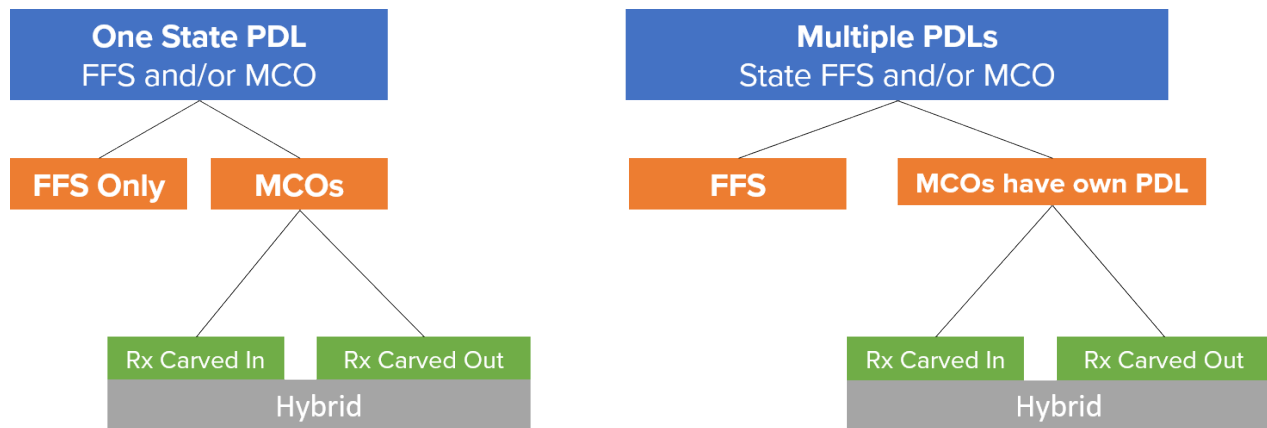 One State PDL
FFS and/or MCO
FFS Only
MCOs
Rx Carved In
Rx Carved Out
Hybrid
Multiple PDLs
State FFS and/or MCO
FFS
MCOs have own PDL
Rx Carved In
Rx Carved Out
Hybrid